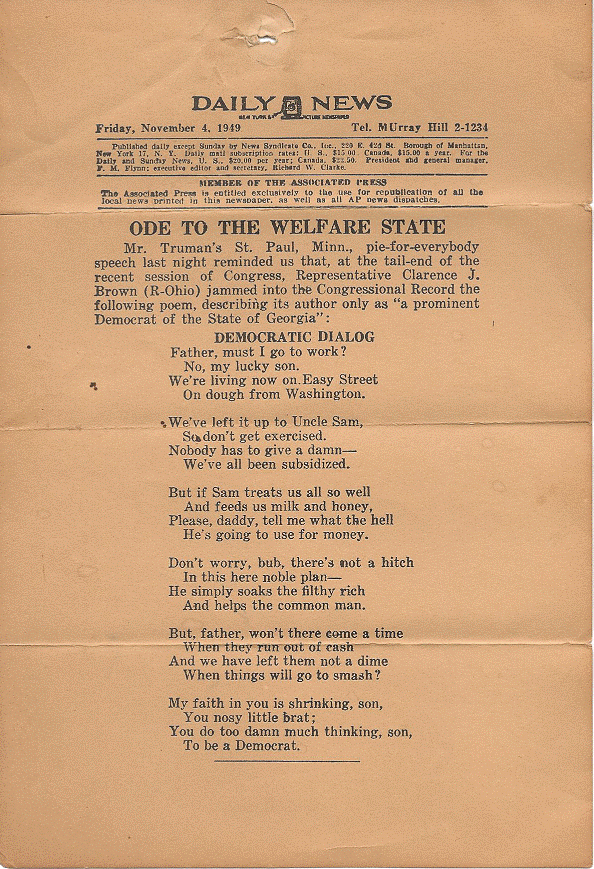 DAILY NEWS
NEW YORK'S PICTURE NEWSPAPER
Friday, November 4, 1949 Tel. MUrray Hill 2-1234
Published daily except Sunday by News Syndicate Co., Inc., 220 E. 42d St. Borough of Manhattan,
New York 17, N. Y. Daily mail subscription rates: U. S., $15.00. Canada, $15.00 a year. For the
Daily and Sunday News, U. S., $20.00 per year; Canada, $22.50. President and general manager,
F. M. Flynn; executive editor and secretary, Richard W. Clarke.
MEMBER OF THE ASSOCIATED PRESS
The Associated Press is entitled exclusively to the use for republication of all the
local news printed in this newspaper, as well as all AP news dispatches.
ODE TO THE WELFARE STATE
Mr. Truman's St. Paul, Minn., pie-for-everybody
speech last night reminded us that, at the tail-end of the
recent session of Congress, Representative Clarence J.
Brown (R-Ohio) jammed into the Congressional Record the
following poem, describing its author only as "a prominent
Democrat of the State of Georgia":
DEMOCRATIC DIALOG
Father, must I go to work?
No, my lucky son.
We're living now on Easy Street
On dough from Washington.
We've left it up to Uncle Sam,
So don't get exercised.
Nobody has to give a damn—
We've all been subsidized.
But if Sam treats us all so well
And feeds us milk and honey,
Please, daddy, tell me what the hell
He's going to use for money.
Don't worry, bub, there's not a hitch
In this here noble plan—
He simply soaks the filthy rich
And helps the common man.
But, father, won't there come a time
When they run out of cash
And we have left them not a dime
When things will go to smash?
My faith in you is shrinking, son,
You nosy little brat;
You do too damn much thinking, son,
To be a Democrat.